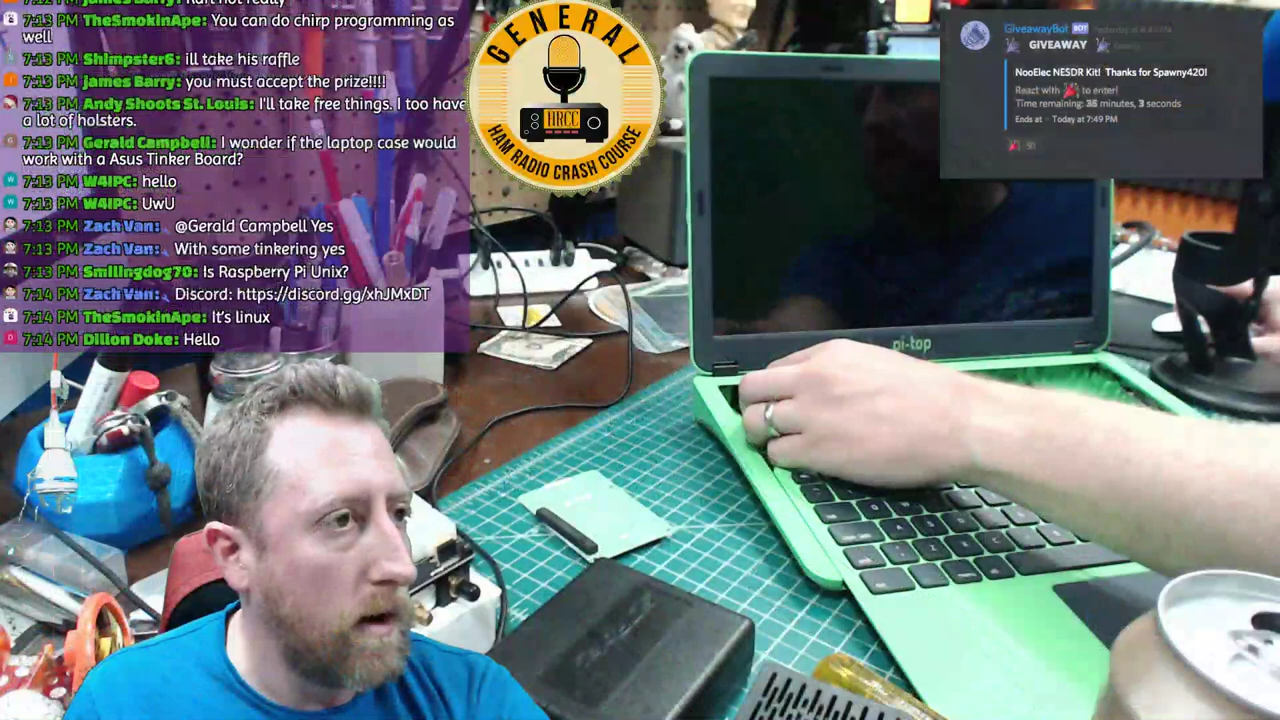 7:13 PM TheSmokinApe: You can do chirp programming as
well
7:13 PM Shimpster6: ill take his raffle
7:13 PM james Barry: you must accept the prize!!!!
7:13 PM Andy Shoots St. Louis: I'll take free things. I too have
a lot of holsters.
7:13 PM Gerald Campbell: I wonder if the laptop case would
work with a Asus Tinker Board?
7:13 PM W4IPC: hello
7:13 PM W4IPC: UwU
7:13 PM Zach Van: @Gerald Campbell Yes
7:13 PM Zach Van: With some tinkering yes
7:13 PM Smilingdog70: Is Raspberry Pi Unix?
7:14 PM Zach Van: Discord: https://discord.gg/xhJMxDT
7:14 PM TheSmokinApe: It's linux
7:14 PM Dillon Doke: Hello
GENERAL
HRCC
HAM RADIO CRASH COURSE
GiveawayBot BOT
GIVEAWAY
NooElec NESDR Kit! Thanks for Spawny420!
React with to enter!
Time remaining: 35 minutes, 3 seconds
Ends at • Today at 7:49 PM
pi-top